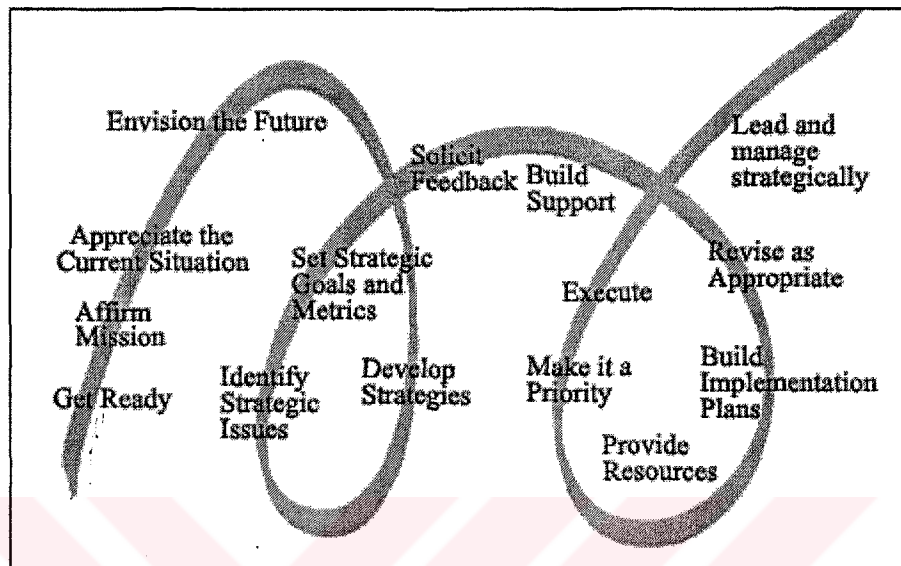 Envision the Future
Lead and
manage
strategically
Solicit
Feedback
Build
Support
Appreciate the
Current Situation
Set Strategic
Goals and
Metrics
Revise as
Appropriate
Execute
Affirm
Mission
Get Ready
Identify
Strategic
Issues
Develop
Strategies
Make it a
Priority
Build
Implementation
Plans
Provide
Resources